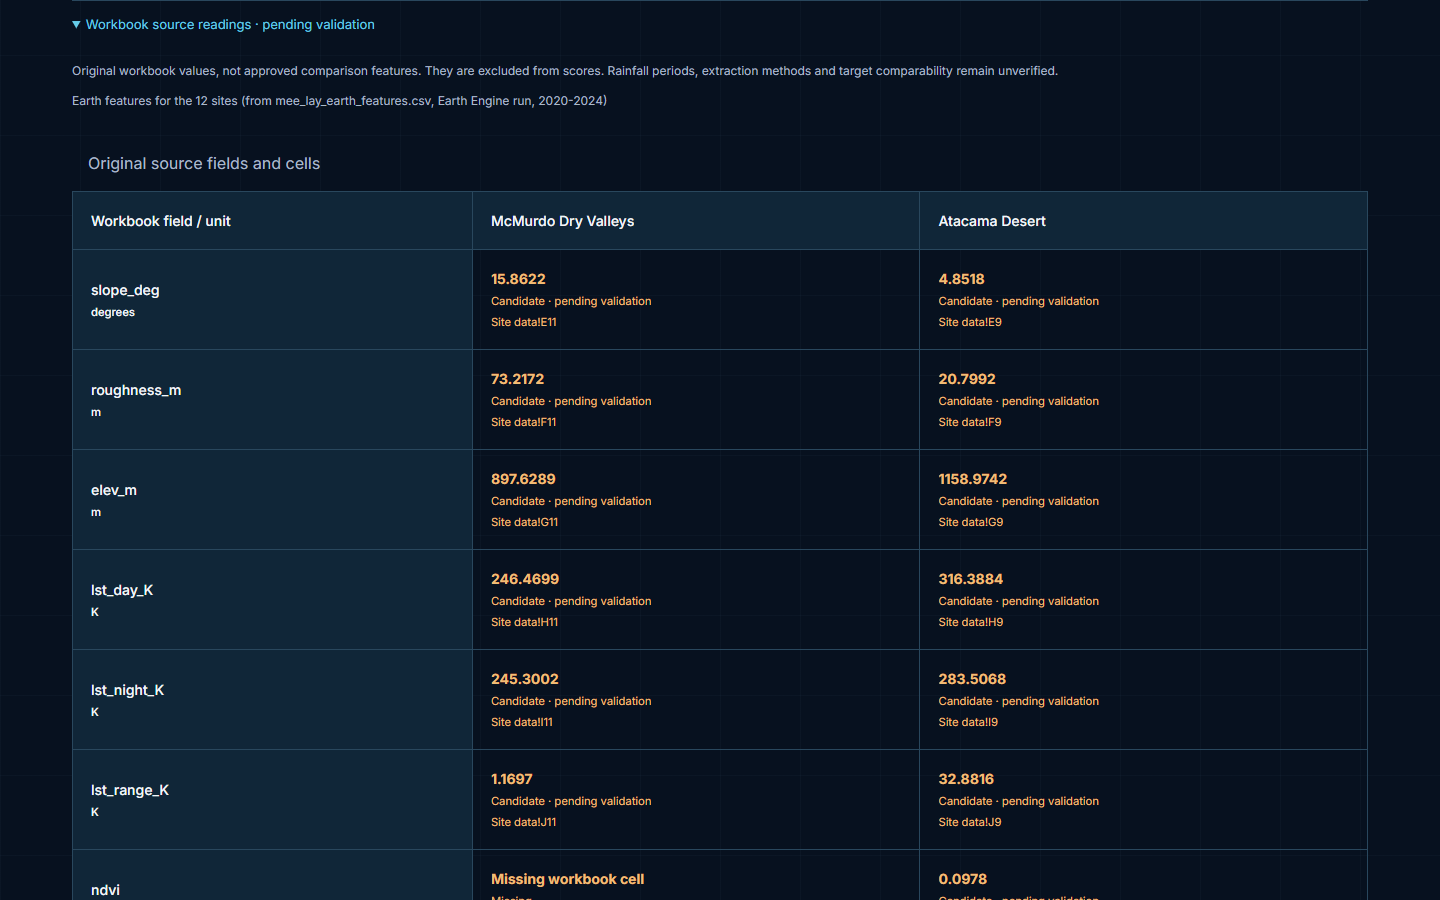 ▼ Workbook source readings · pending validation
Original workbook values, not approved comparison features. They are excluded from scores. Rainfall periods, extraction methods and target comparability remain unverified.
Earth features for the 12 sites (from mee_lay_earth_features.csv, Earth Engine run, 2020-2024)
Original source fields and cells
Workbook field / unit McMurdo Dry Valleys Atacama Desert
slope_deg
degrees
15.8622
Candidate · pending validation
Site data!E11
4.8518
Candidate · pending validation
Site data!E9
roughness_m
m
73.2172
Candidate · pending validation
Site data!F11
20.7992
Candidate · pending validation
Site data!F9
elev_m
m
897.6289
Candidate · pending validation
Site data!G11
1158.9742
Candidate · pending validation
Site data!G9
lst_day_K
K
246.4699
Candidate · pending validation
Site data!H11
316.3884
Candidate · pending validation
Site data!H9
lst_night_K
K
245.3002
Candidate · pending validation
Site data!I11
283.5068
Candidate · pending validation
Site data!I9
lst_range_K
K
1.1697
Candidate · pending validation
Site data!J11
32.8816
Candidate · pending validation
Site data!J9
ndvi
Missing workbook cell
Missing
0.0978
Candidate · pending validation